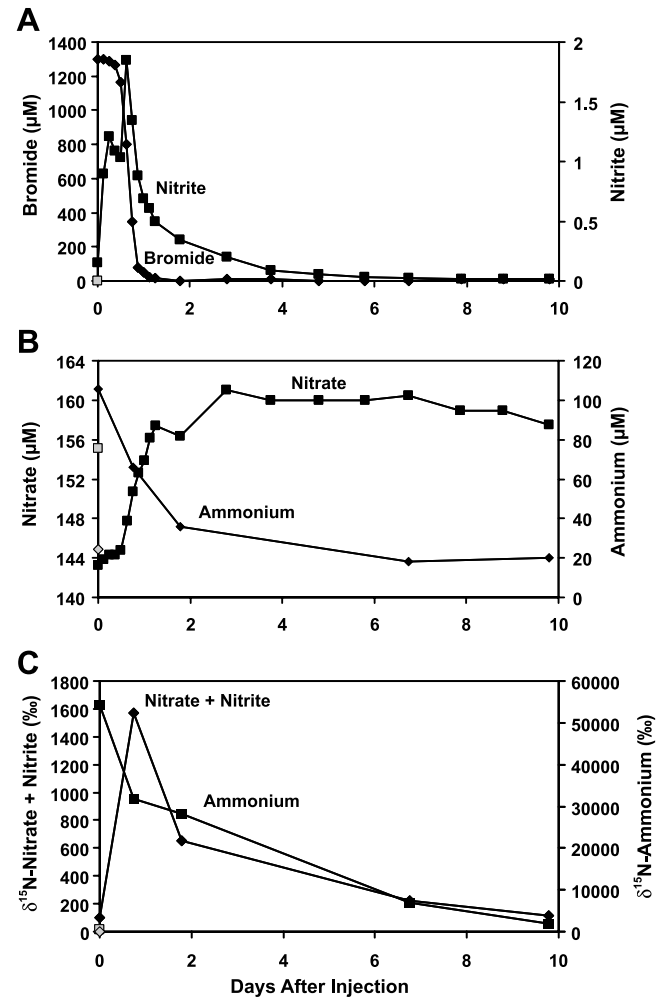 A
Bromide (µM)
1400
1200
1000
800
600
400
200
0
2
1.5
1
0.5
0
Nitrite (µM)
Nitrite
Bromide
0 2 4 6 8 10
B
Nitrate (µM)
164
160
156
152
148
144
140
120
100
80
60
40
20
0
Ammonium (µM)
Nitrate
Ammonium
0 2 4 6 8 10
C
δ¹⁵N-Nitrate + Nitrite (‰)
1800
1600
1400
1200
1000
800
600
400
200
0
60000
50000
40000
30000
20000
10000
0
δ¹⁵N-Ammonium (‰)
Nitrate + Nitrite
Ammonium
0 2 4 6 8 10
Days After Injection